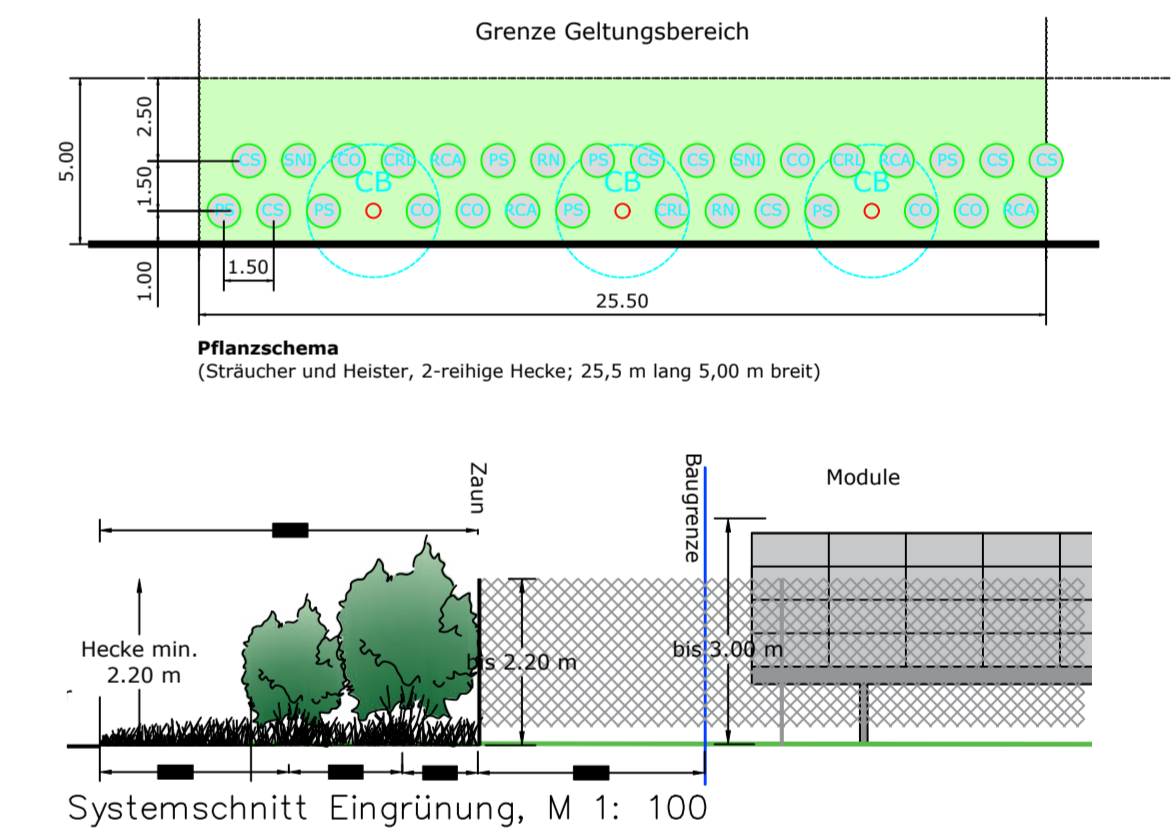 Grenze Geltungsbereich
5.00
2.50
1.50
1.00
CS SNI CO CRL RCA PS RN PS CS CS SNI CO CRL RCA PS CS CS
CB CB CB
PS CS PS CO CO RCA PS CRL RN CS PS CO CO RCA
1.50
25.50
Pflanzschema
(Sträucher und Heister, 2-reihige Hecke; 25,5 m lang 5,00 m breit)
Zaun
Baugrenze
Module
Hecke min.
2.20 m
bis 2.20 m
bis 3.00 m
Systemschnitt Eingrünung, M 1: 100